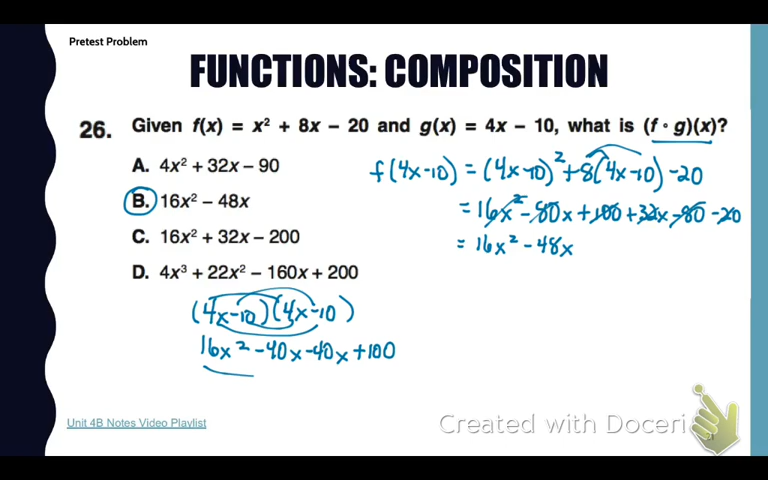 Pretest Problem
FUNCTIONS: COMPOSITION
26. Given f(x) = x² + 8x − 20 and g(x) = 4x − 10, what is (f · g)(x)?
A. 4x² + 32x − 90
B. 16x² − 48x
C. 16x² + 32x − 200
D. 4x³ + 22x² − 160x + 200
f(4x-10) = (4x-10)² + 8(4x-10) - 20
= 16x² - 80x + 100 + 32x - 80 - 20
= 16x² - 48x
(4x-10)(4x-10)
16x² - 40x - 40x + 100
Unit 4B Notes Video Playlist
Created with Doceri